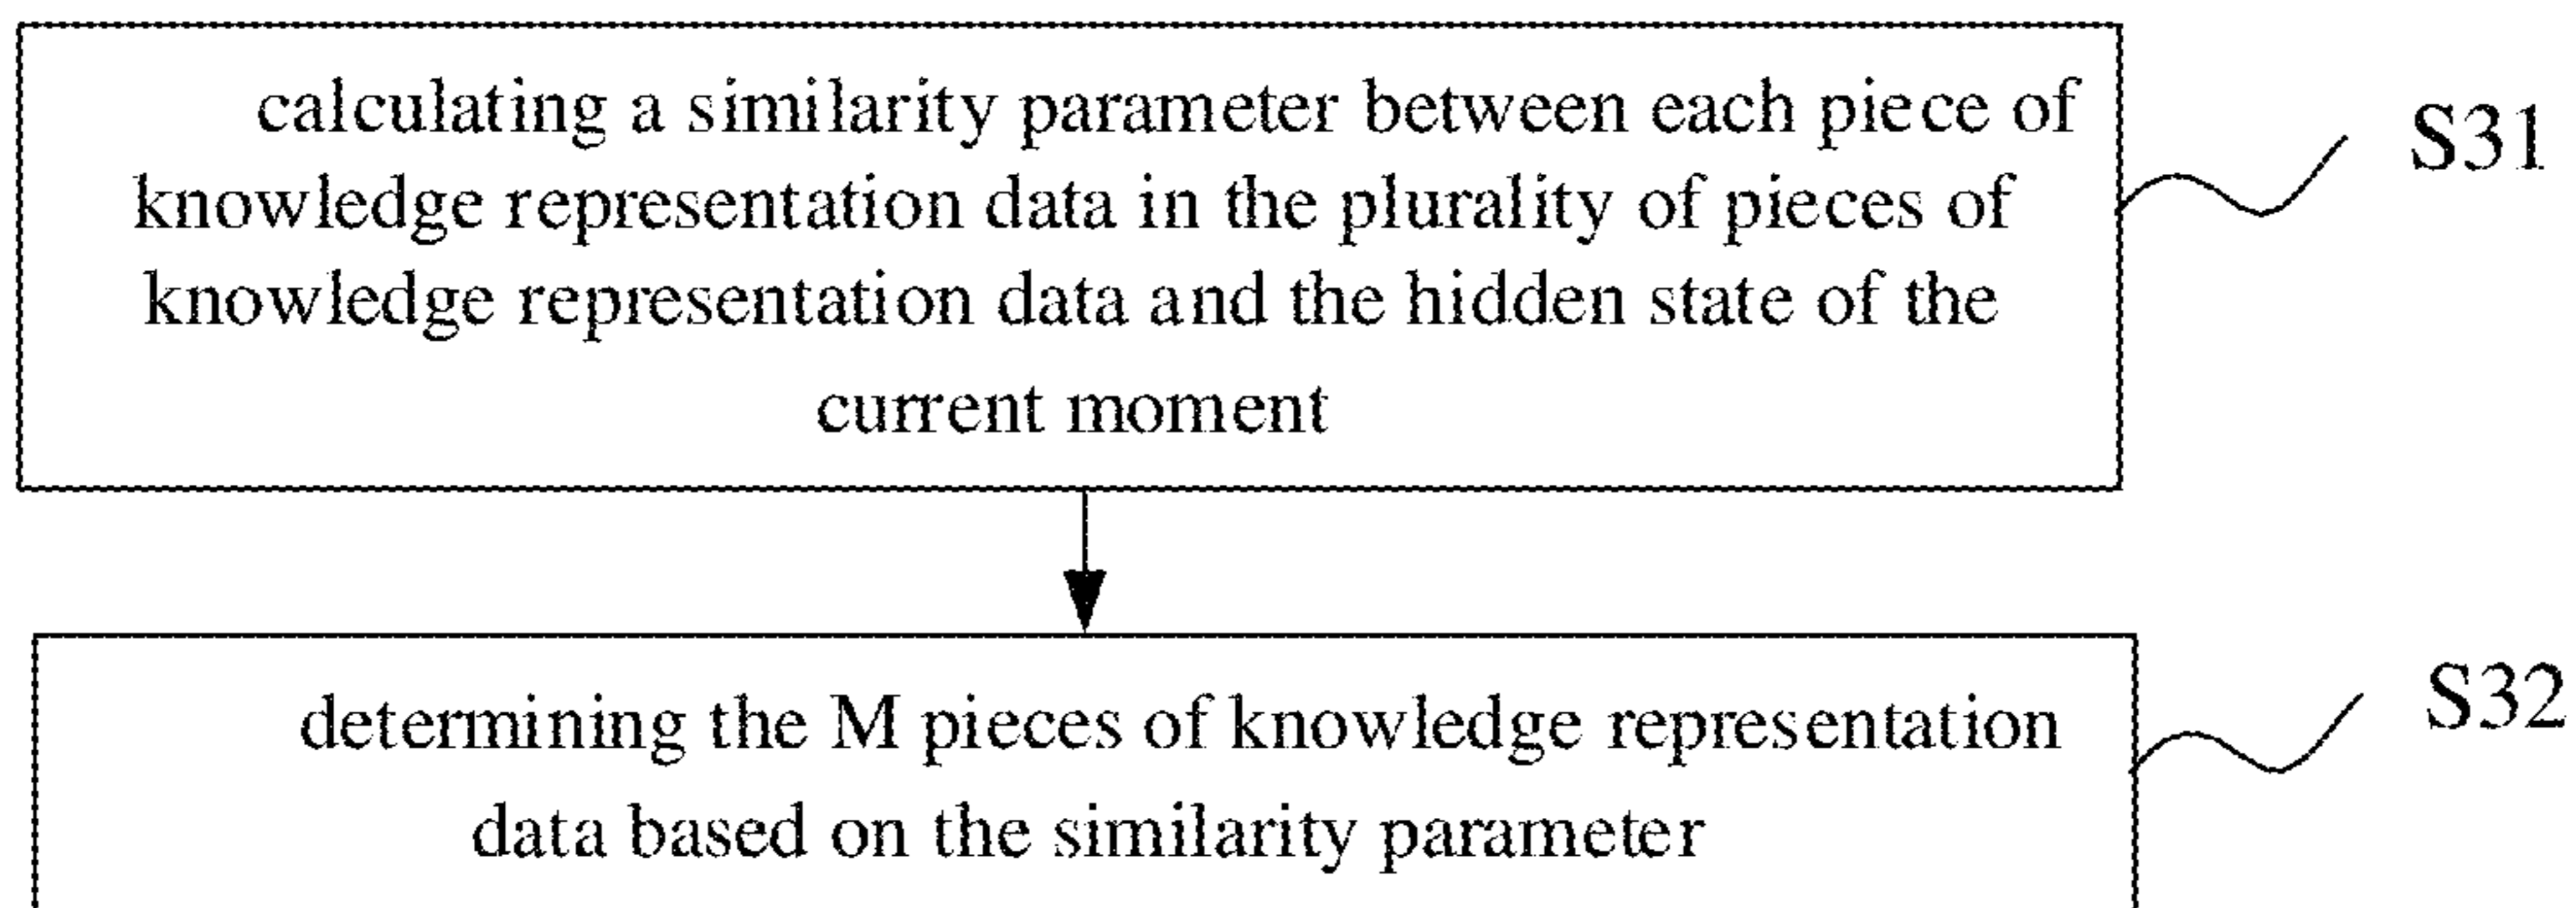 calculating a similarity parameter between each piece of
knowledge representation data in the plurality of pieces of
knowledge representation data and the hidden state of the
current moment
S31
determining the M pieces of knowledge representation
data based on the similarity parameter
S32